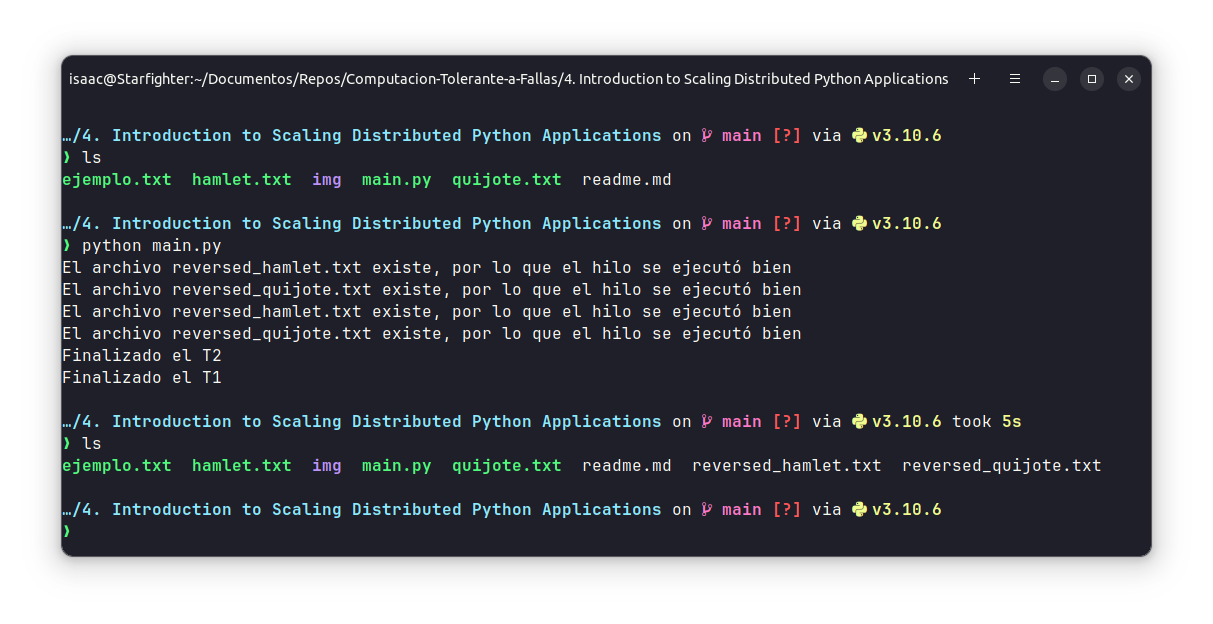 isaac@Starfighter:~/Documentos/Repos/Computacion-Tolerante-a-Fallas/4. Introduction to Scaling Distributed Python Applications
…/4. Introduction to Scaling Distributed Python Applications on main [?] via v3.10.6
❯ ls
ejemplo.txt hamlet.txt img main.py quijote.txt readme.md
…/4. Introduction to Scaling Distributed Python Applications on main [?] via v3.10.6
❯ python main.py
El archivo reversed_hamlet.txt existe, por lo que el hilo se ejecutó bien
El archivo reversed_quijote.txt existe, por lo que el hilo se ejecutó bien
El archivo reversed_hamlet.txt existe, por lo que el hilo se ejecutó bien
El archivo reversed_quijote.txt existe, por lo que el hilo se ejecutó bien
Finalizado el T2
Finalizado el T1
…/4. Introduction to Scaling Distributed Python Applications on main [?] via v3.10.6 took 5s
❯ ls
ejemplo.txt hamlet.txt img main.py quijote.txt readme.md reversed_hamlet.txt reversed_quijote.txt
…/4. Introduction to Scaling Distributed Python Applications on main [?] via v3.10.6
❯